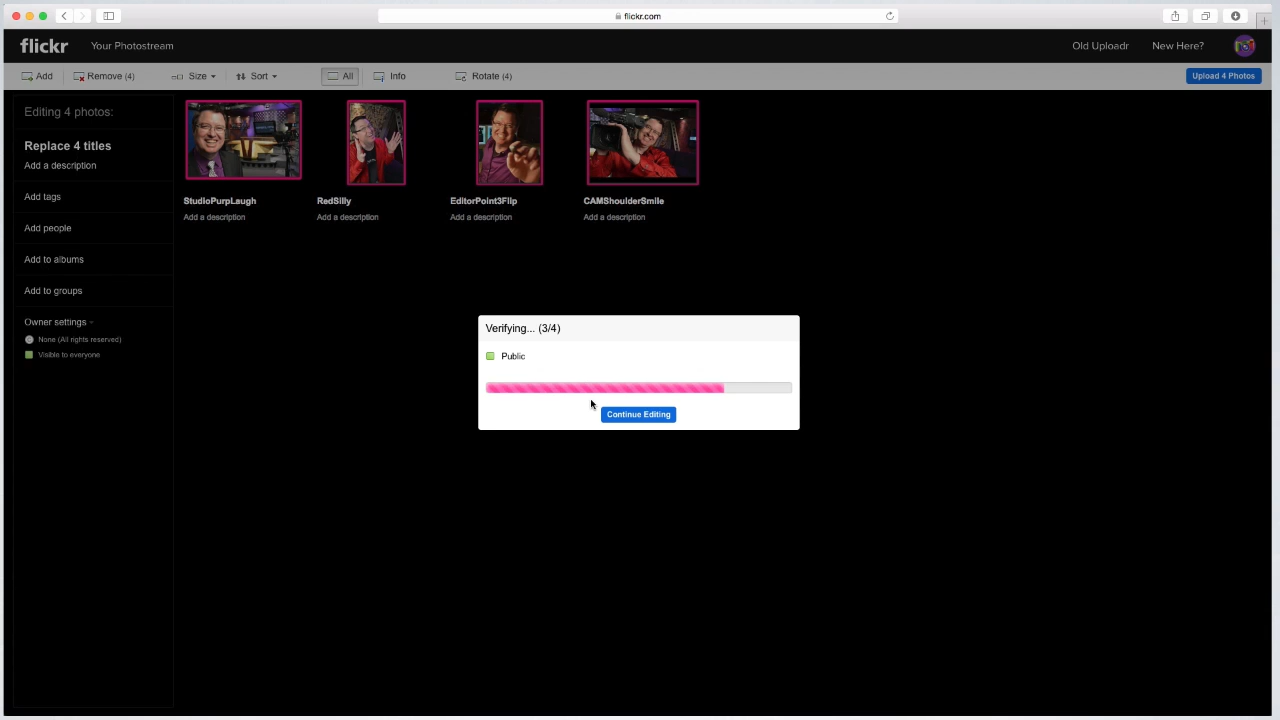 flickr.com
flickr Your Photostream Old Uploadr New Here?
Add Remove (4) Size Sort All Info Rotate (4) Upload 4 Photos
Editing 4 photos:
Replace 4 titles
Add a description
Add tags
Add people
Add to albums
Add to groups
Owner settings
None (All rights reserved)
Visible to everyone
StudioPurpLaugh RedSilly EditorPoint3Flip CAMShoulderSmile
Add a description Add a description Add a description Add a description
Verifying... (3/4)
Public
Continue Editing